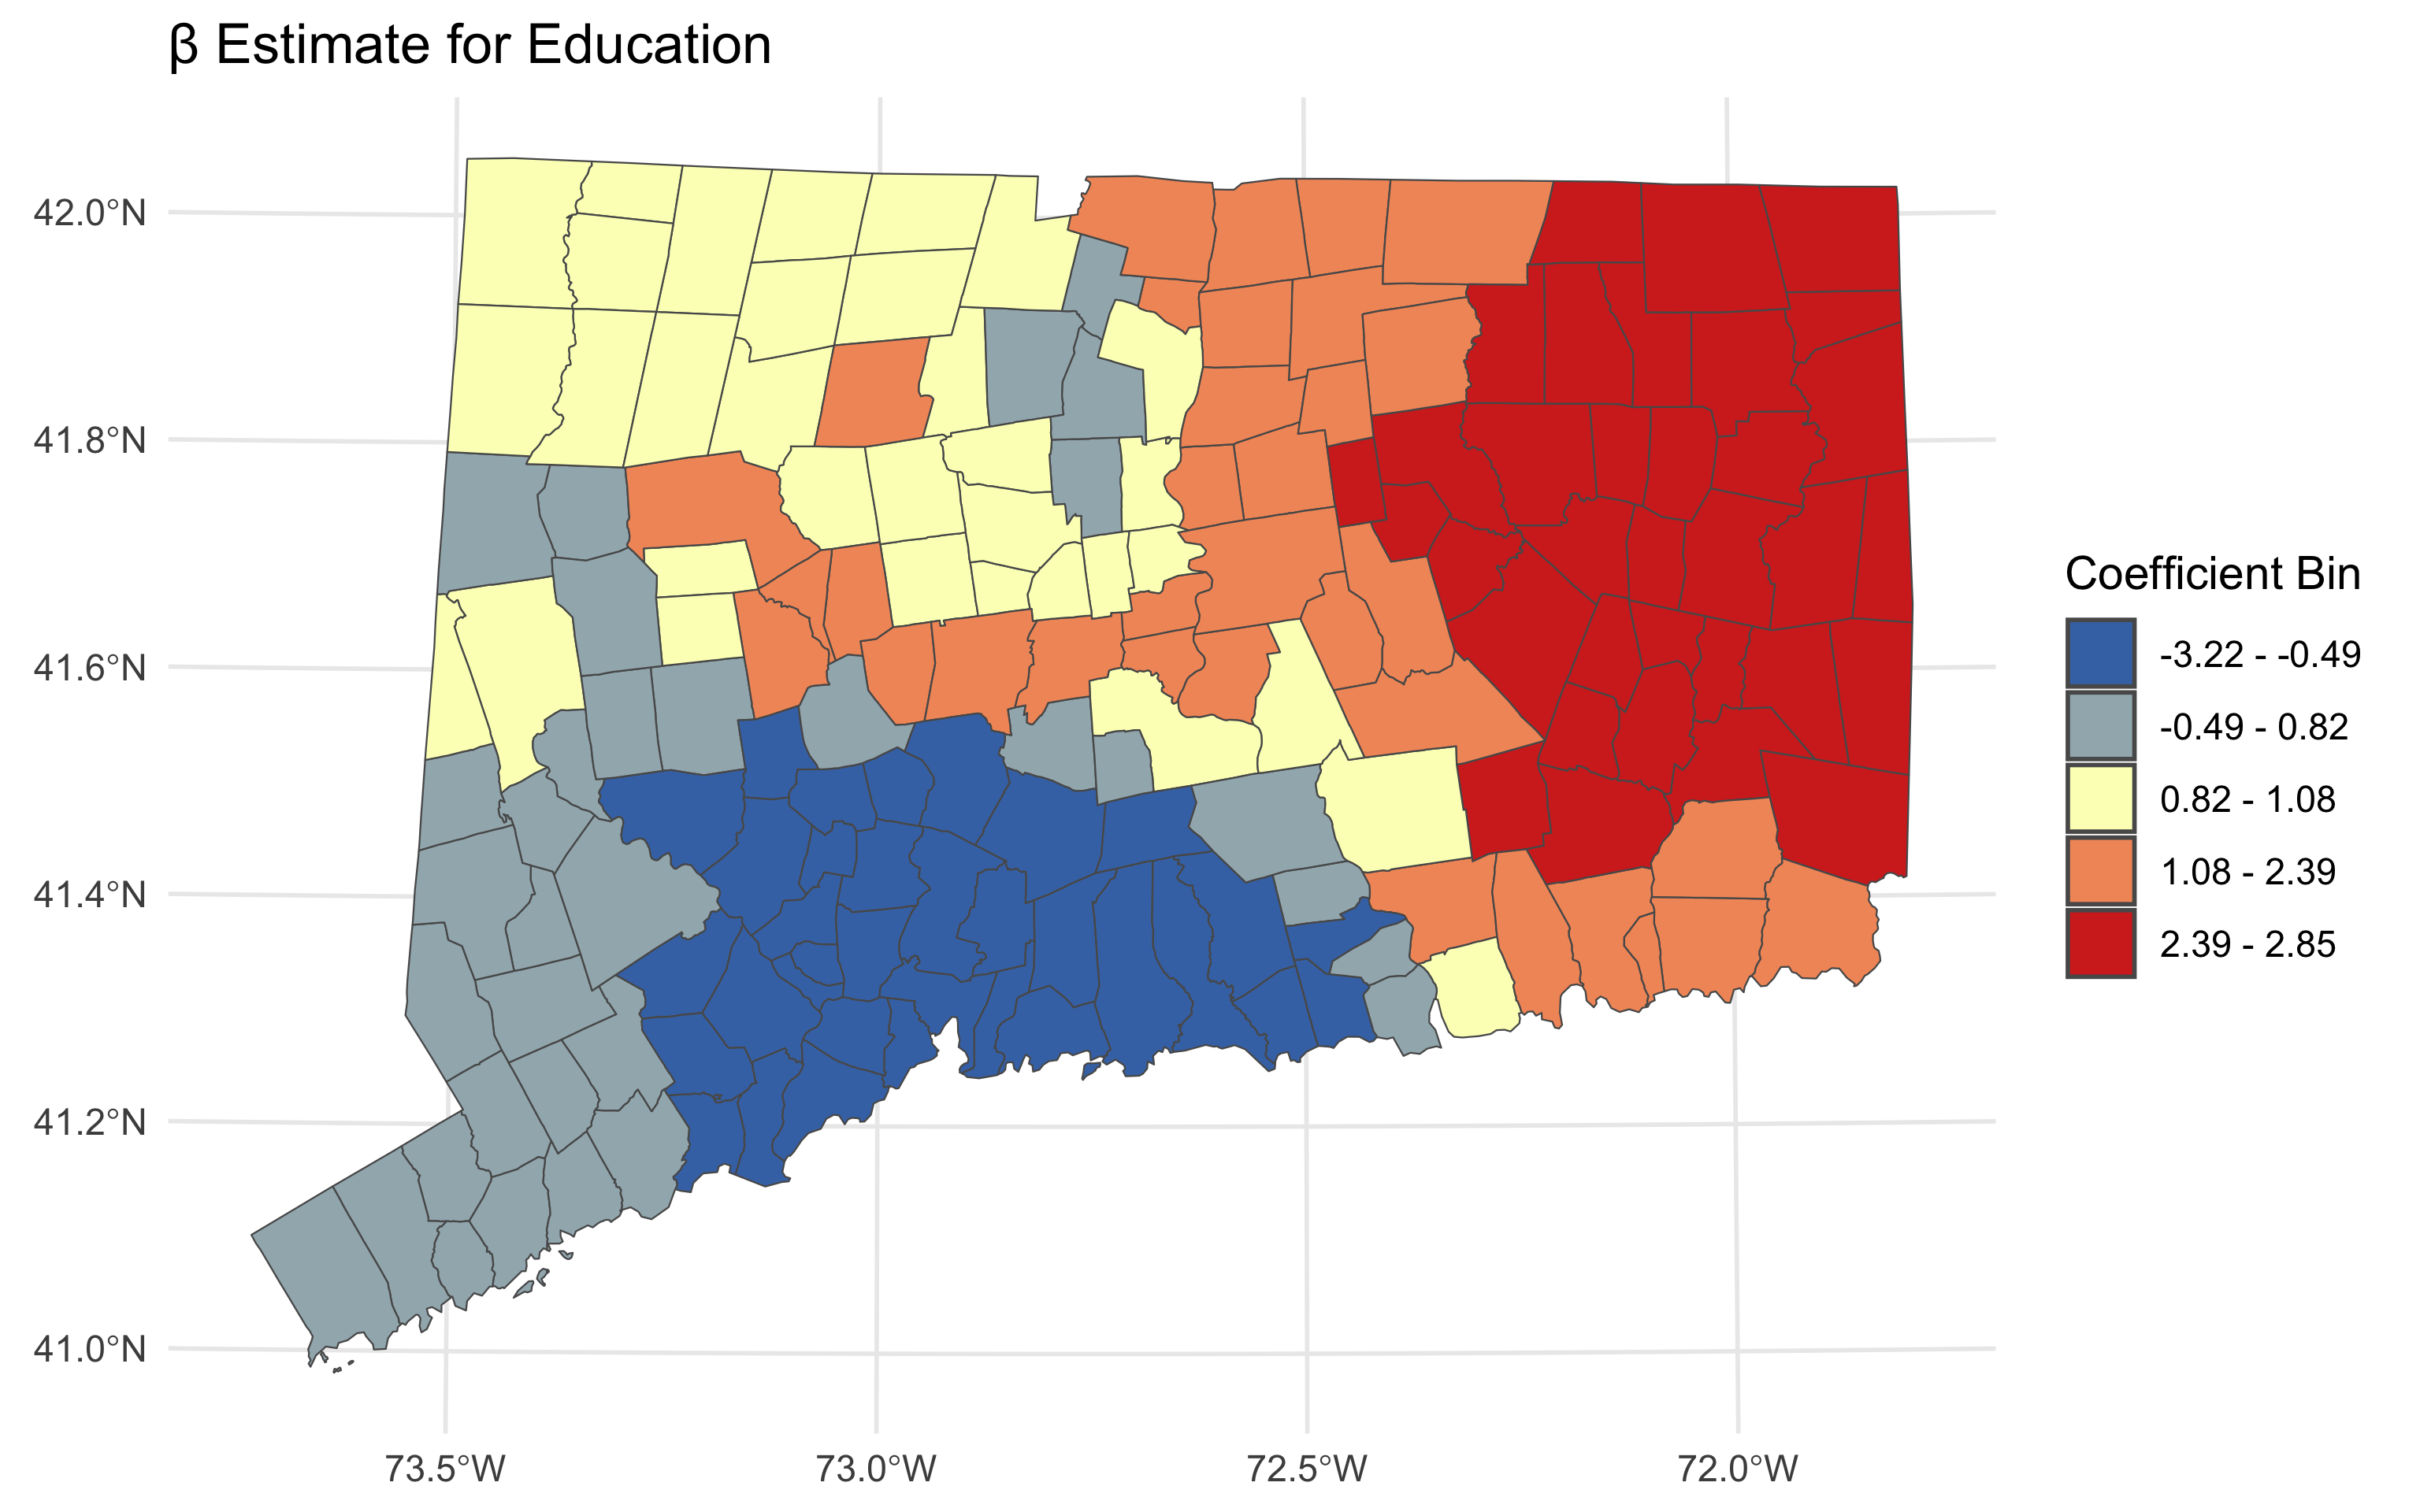 β Estimate for Education
42.0°N
41.8°N
41.6°N
41.4°N
41.2°N
41.0°N
73.5°W
73.0°W
72.5°W
72.0°W
Coefficient Bin
-3.22 - -0.49
-0.49 - 0.82
0.82 - 1.08
1.08 - 2.39
2.39 - 2.85